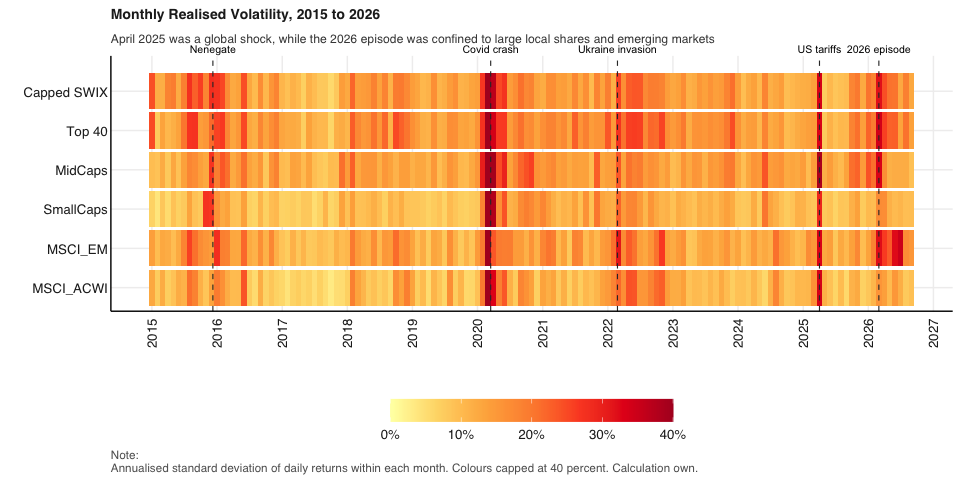 Monthly Realised Volatility, 2015 to 2026
April 2025 was a global shock, while the 2026 episode was confined to large local shares and emerging markets
Nenegate Covid crash Ukraine invasion US tariffs 2026 episode
Capped SWIX
Top 40
MidCaps
SmallCaps
MSCI_EM
MSCI_ACWI
2015 2016 2017 2018 2019 2020 2021 2022 2023 2024 2025 2026 2027
0% 10% 20% 30% 40%
Note:
Annualised standard deviation of daily returns within each month. Colours capped at 40 percent. Calculation own.